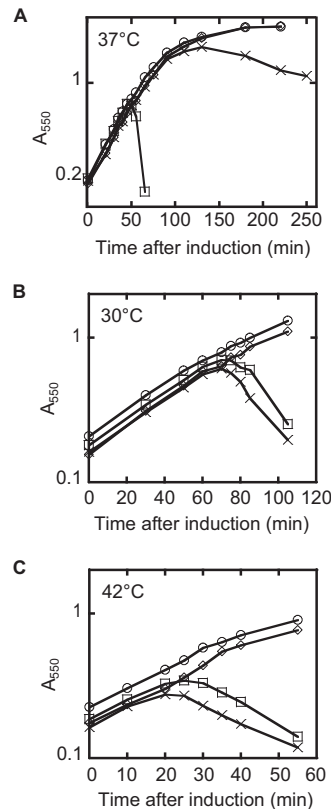 A
37°C
1
0.2
A550
0 50 100 150 200 250
Time after induction (min)
B
30°C
1
0.1
A550
0 20 40 60 80 100 120
Time after induction (min)
C
42°C
1
0.1
A550
0 10 20 30 40 50 60
Time after induction (min)